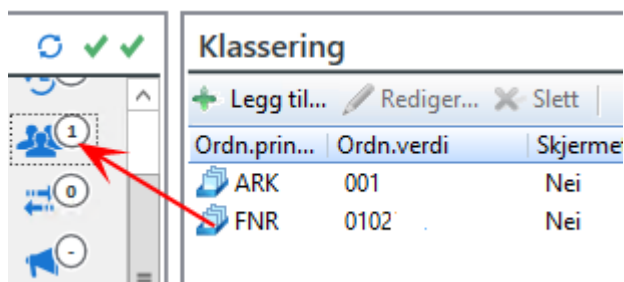 Klassering
Legg til... Rediger... Slett
Ordn.prin... Ordn.verdi Skjermet
1
ARK 001 Nei
0
FNR 0102 Nei
-